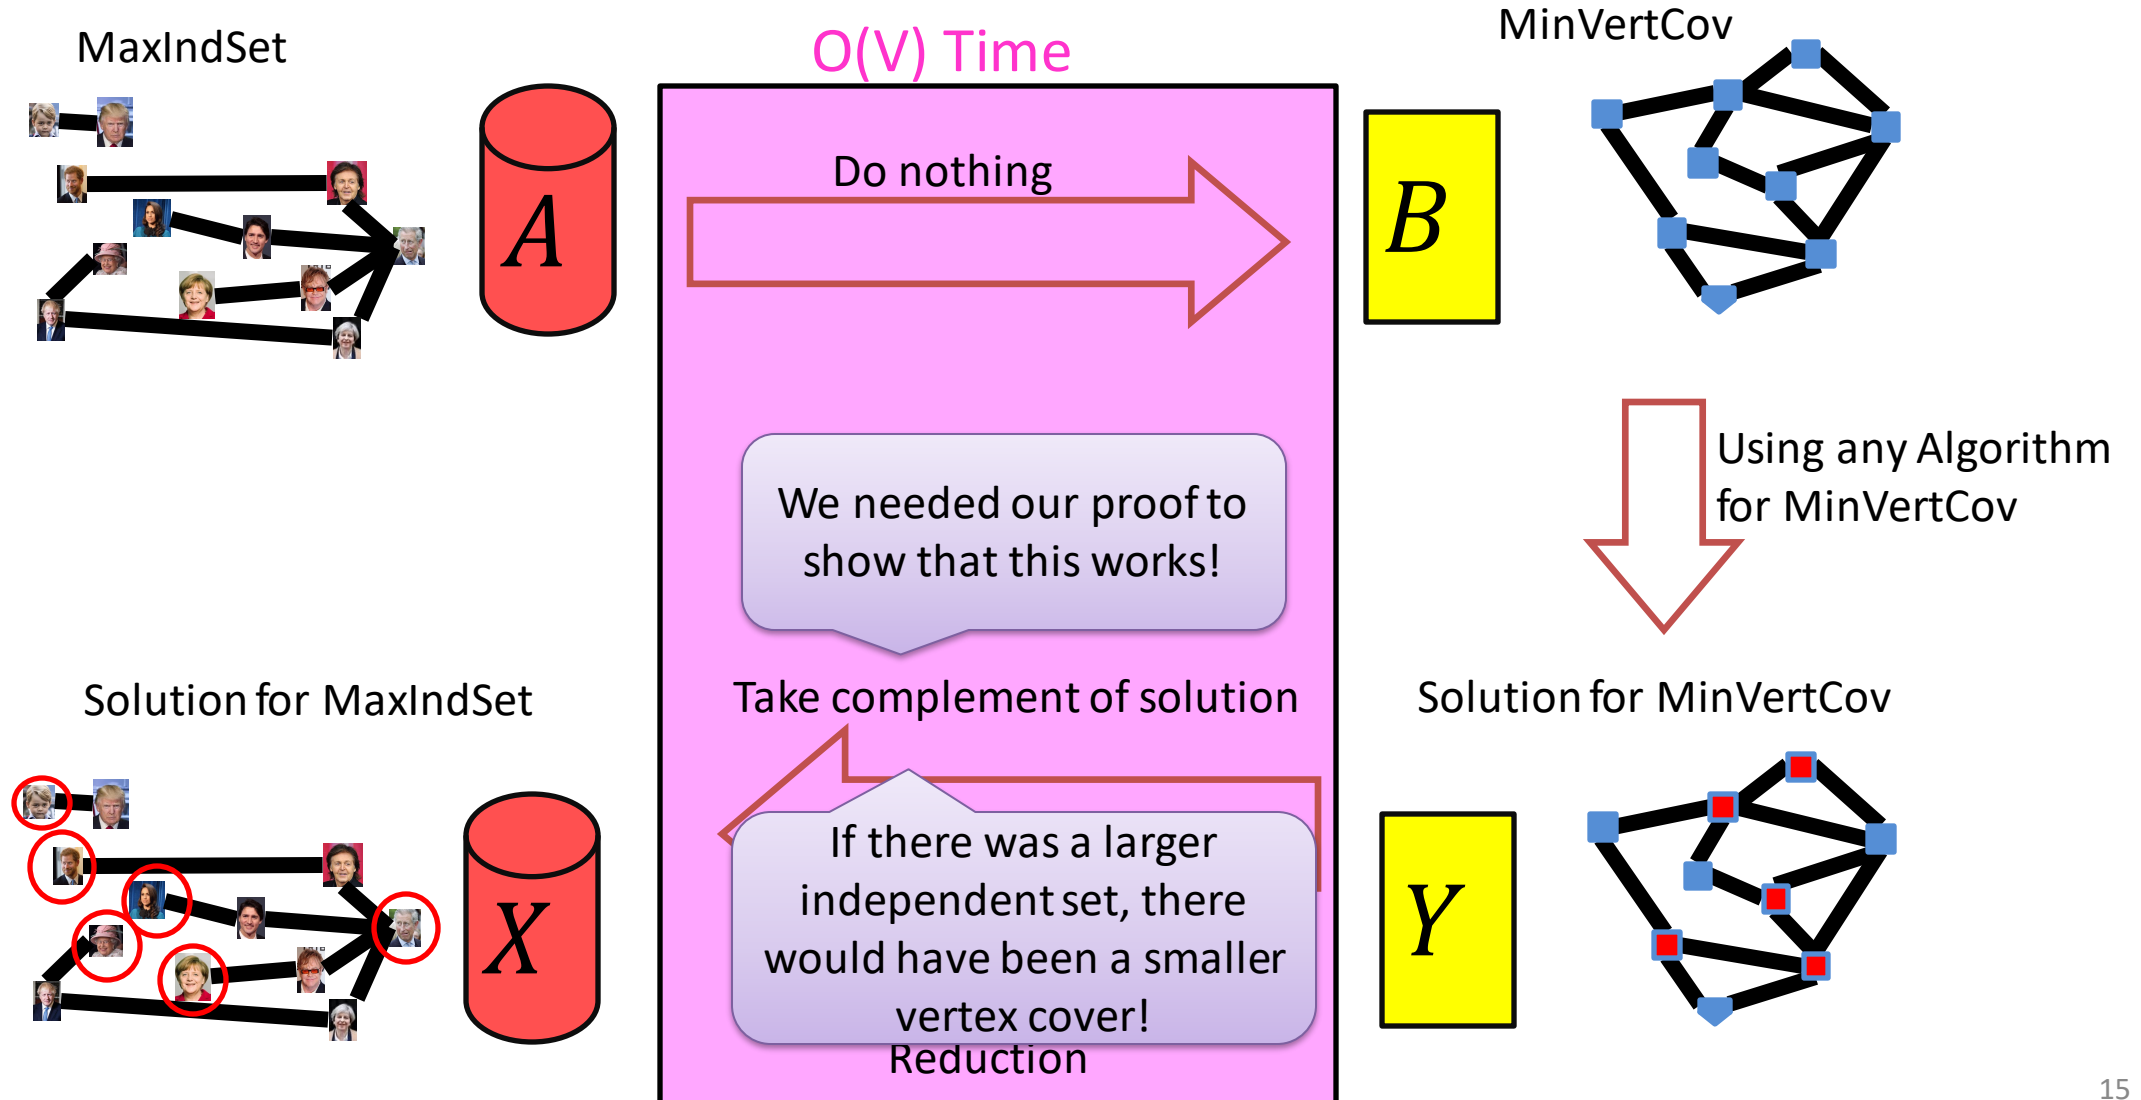 MaxIndSet
O(V) Time
MinVertCov
Do nothing
A
B
We needed our proof to
show that this works!
Using any Algorithm
for MinVertCov
Solution for MaxIndSet
Take complement of solution
Solution for MinVertCov
X
If there was a larger
independent set, there
would have been a smaller
vertex cover!
Y
Reduction
15